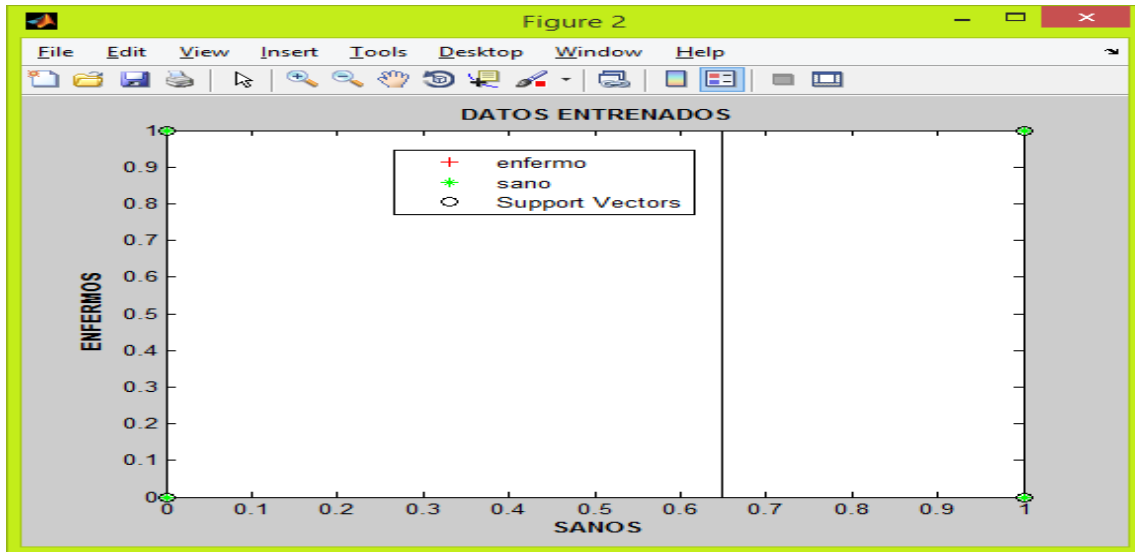 Figure 2
File Edit View Insert Tools Desktop Window Help
DATOS ENTRENADOS
enfermo
sano
Support Vectors
ENFERMOS
1
0.9
0.8
0.7
0.6
0.5
0.4
0.3
0.2
0.1
0
0 0.1 0.2 0.3 0.4 0.5 0.6 0.7 0.8 0.9 1
SANOS